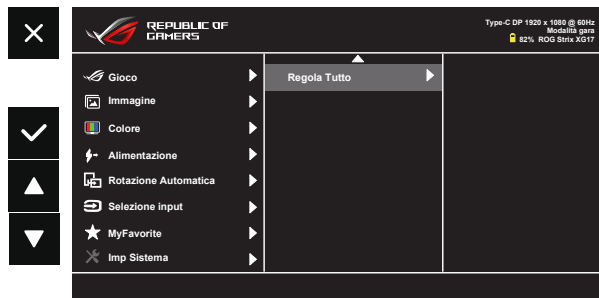 REPUBLIC OF
GAMERS
Type-C DP 1920 x 1080 @ 60Hz
Modalità gara
82% ROG Strix XG17
Gioco
Regola Tutto
Immagine
Colore
Alimentazione
Rotazione Automatica
Selezione input
MyFavorite
Imp Sistema